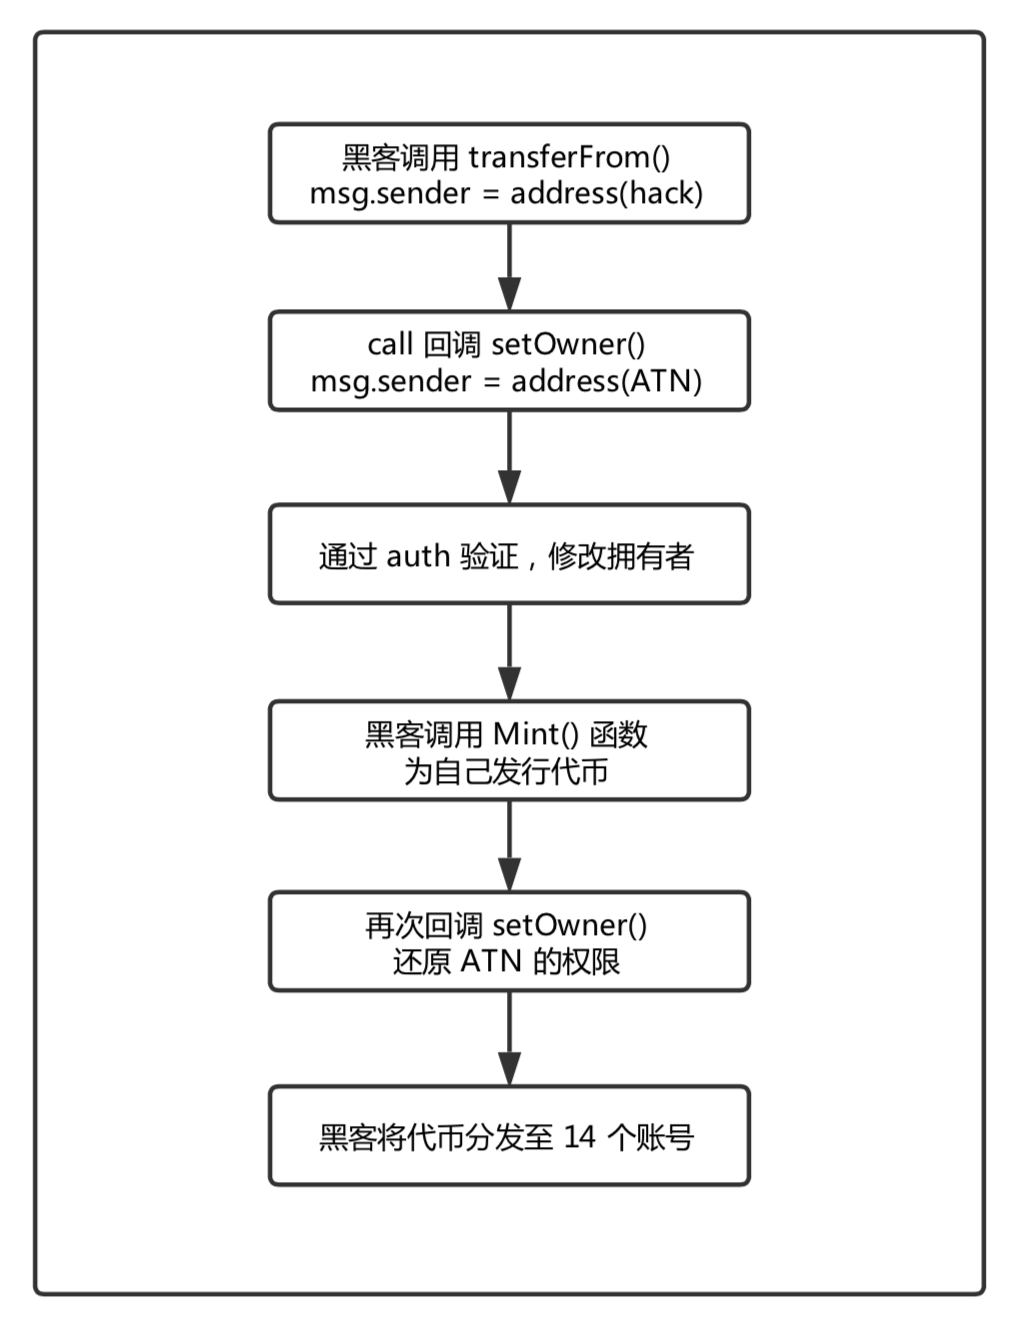 黑客调用 transferFrom()
msg.sender = address(hack)
call 回调 setOwner()
msg.sender = address(ATN)
通过 auth 验证，修改拥有者
黑客调用 Mint() 函数
为自己发行代币
再次回调 setOwner()
还原 ATN 的权限
黑客将代币分发至 14 个账号